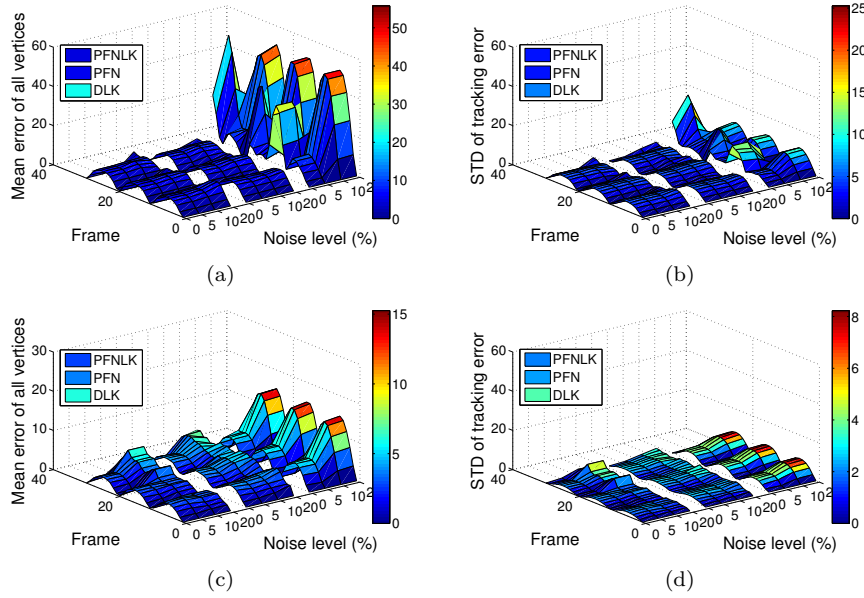 60
40
20
0
Mean error of all vertices
PFNLK
PFN
DLK
40
20
0
Frame
0 5 10 20 0 5 10 20 0 5 10 2
Noise level (%)
50
40
30
20
10
0
(a)
60
40
20
0
STD of tracking error
PFNLK
PFN
DLK
40
20
0
Frame
0 5 10 20 0 5 10 20 0 5 10 2
Noise level (%)
25
20
15
10
5
0
(b)
30
20
10
0
Mean error of all vertices
PFNLK
PFN
DLK
40
20
0
Frame
0 5 10 20 0 5 10 20 0 5 10 2
Noise level (%)
15
10
5
0
(c)
60
40
20
0
STD of tracking error
PFNLK
PFN
DLK
40
20
0
Frame
0 5 10 20 0 5 10 20 0 5 10 2
Noise level (%)
8
6
4
2
0
(d)